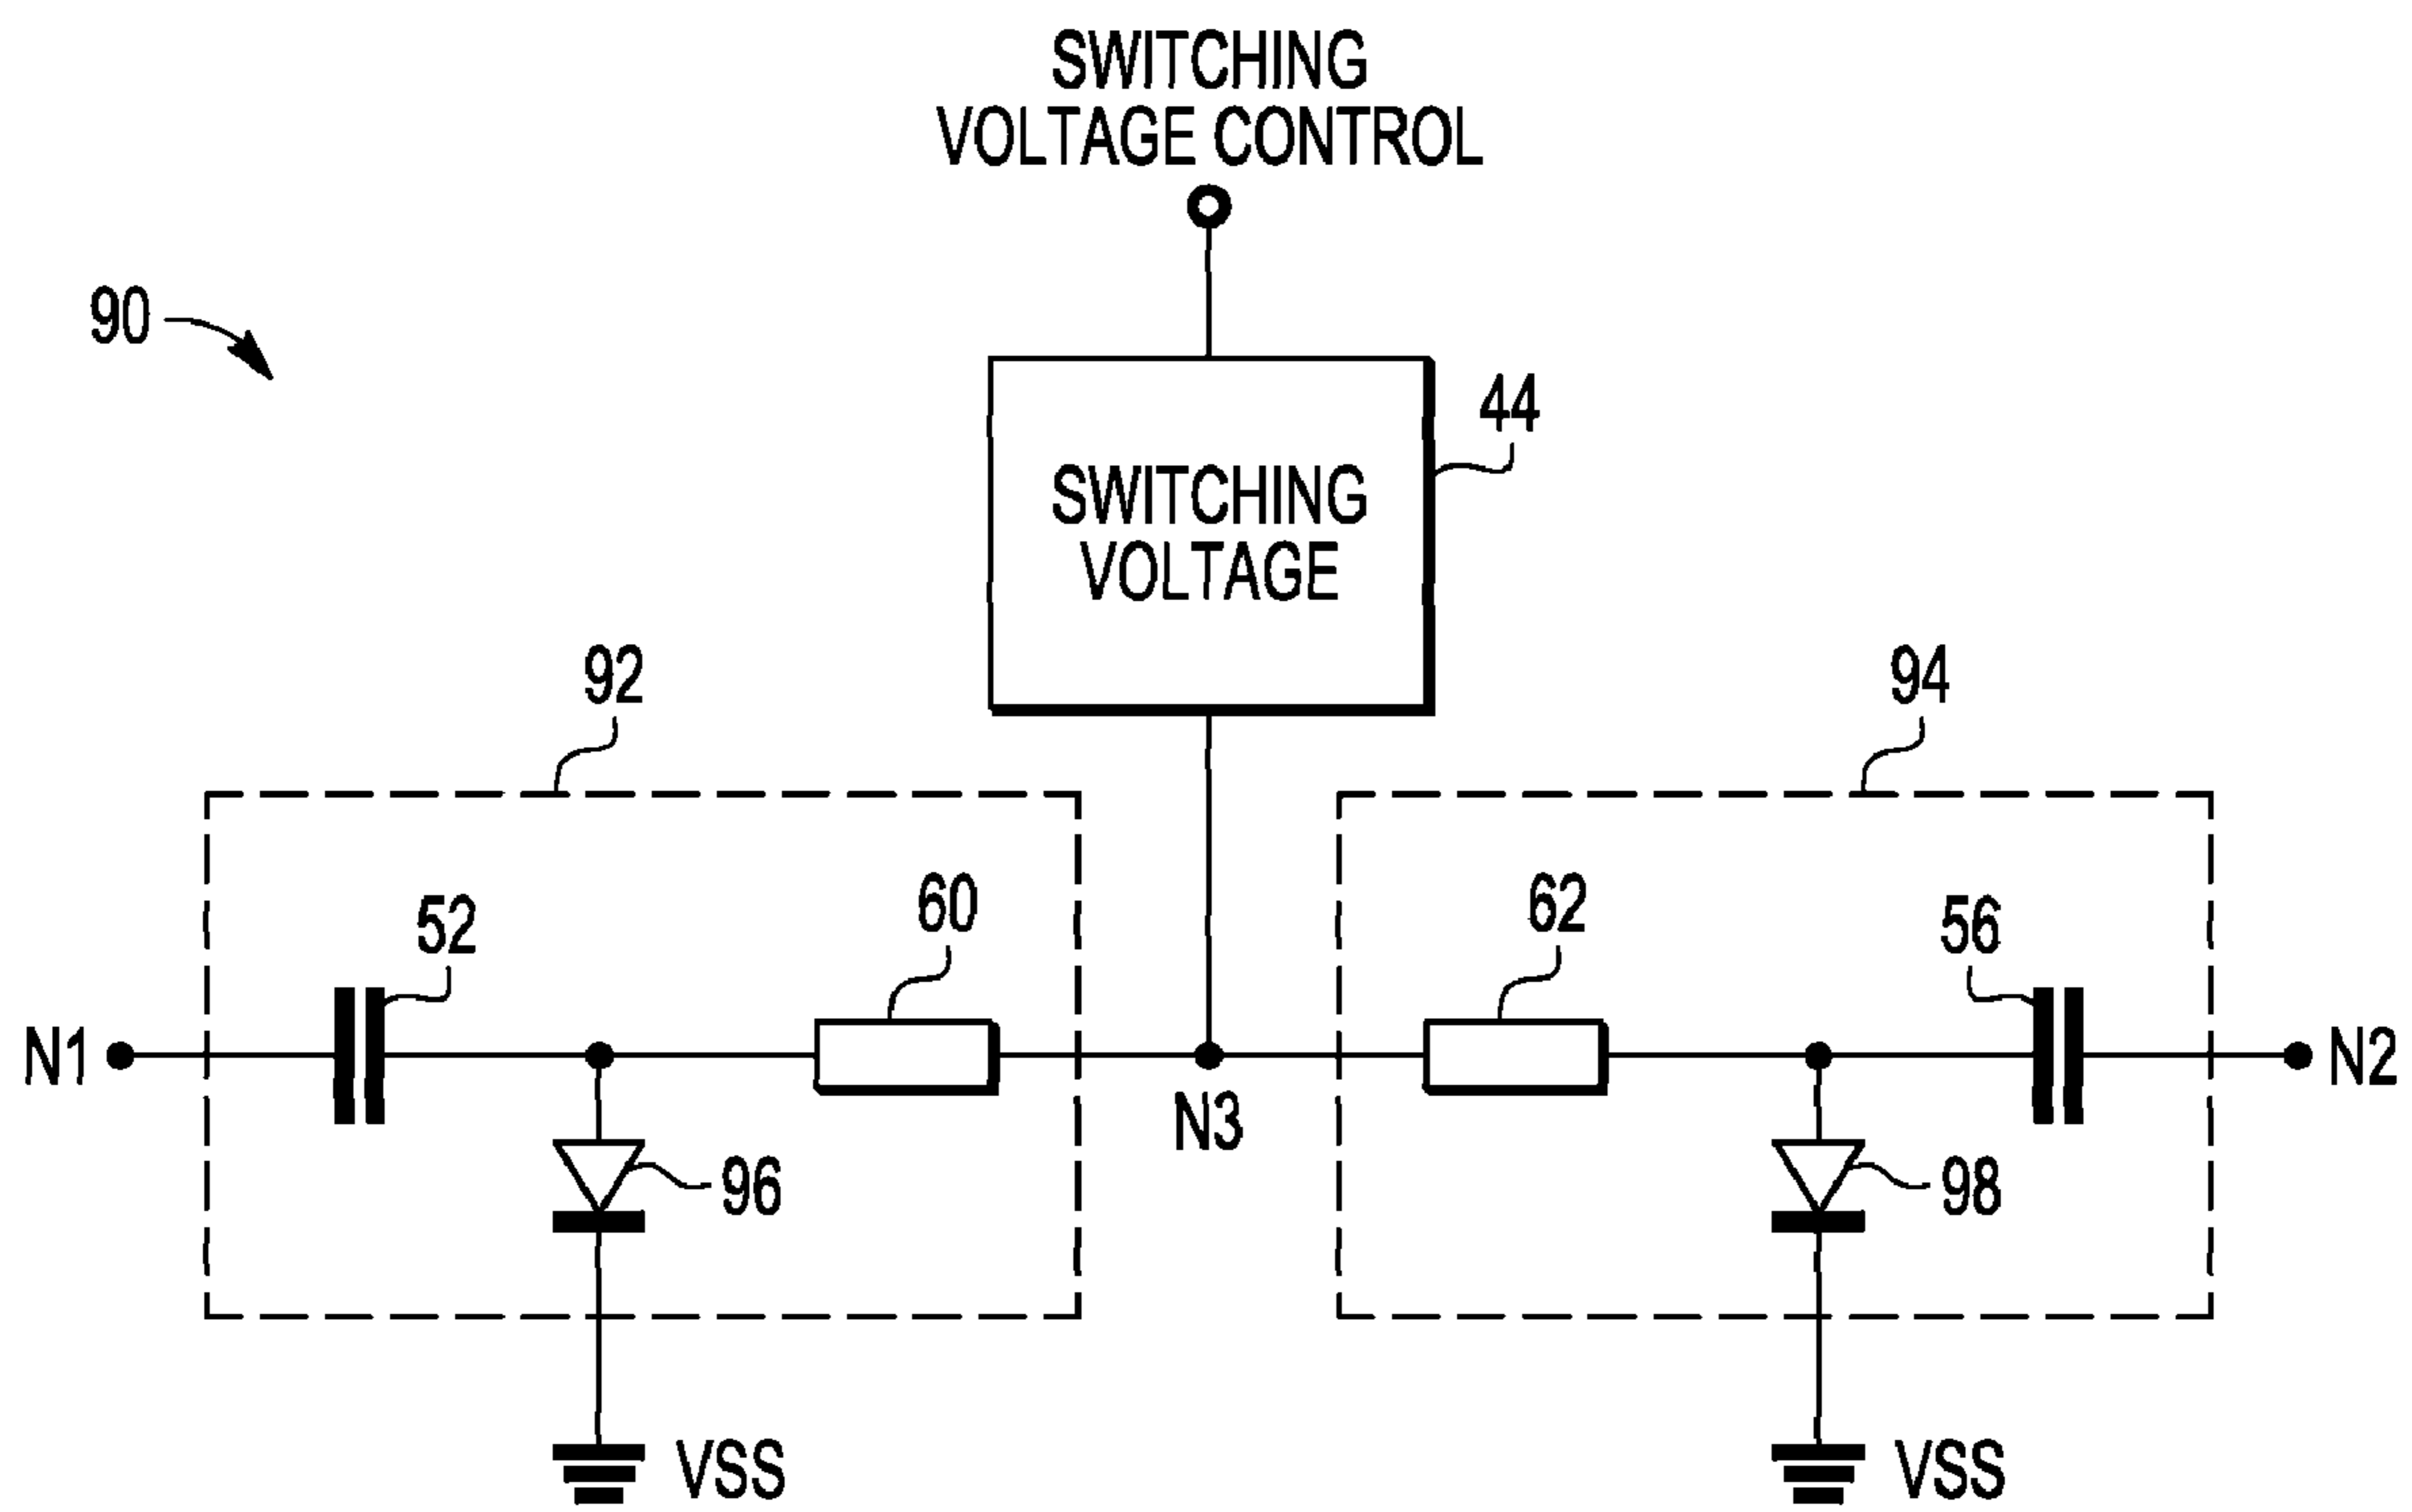 SWITCHING
VOLTAGE CONTROL
90
44
SWITCHING
VOLTAGE
92
94
52
60
62
56
N1
N3
N2
96
98
VSS
VSS